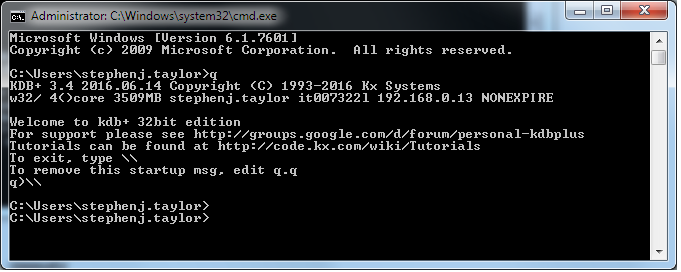 Administrator: C:\Windows\system32\cmd.exe
Microsoft Windows [Version 6.1.7601]
Copyright (c) 2009 Microsoft Corporation.  All rights reserved.
C:\Users\stephenj.taylor>q
KDB+ 3.4 2016.06.14 Copyright (C) 1993-2016 Kx Systems
w32/ 4()core 3509MB stephenj.taylor it007322l 192.168.0.13 NONEXPIRE
Welcome to kdb+ 32bit edition
For support please see http://groups.google.com/d/forum/personal-kdbplus
Tutorials can be found at http://code.kx.com/wiki/Tutorials
To exit, type \\
To remove this startup msg, edit q.q
q)\\
C:\Users\stephenj.taylor>
C:\Users\stephenj.taylor>